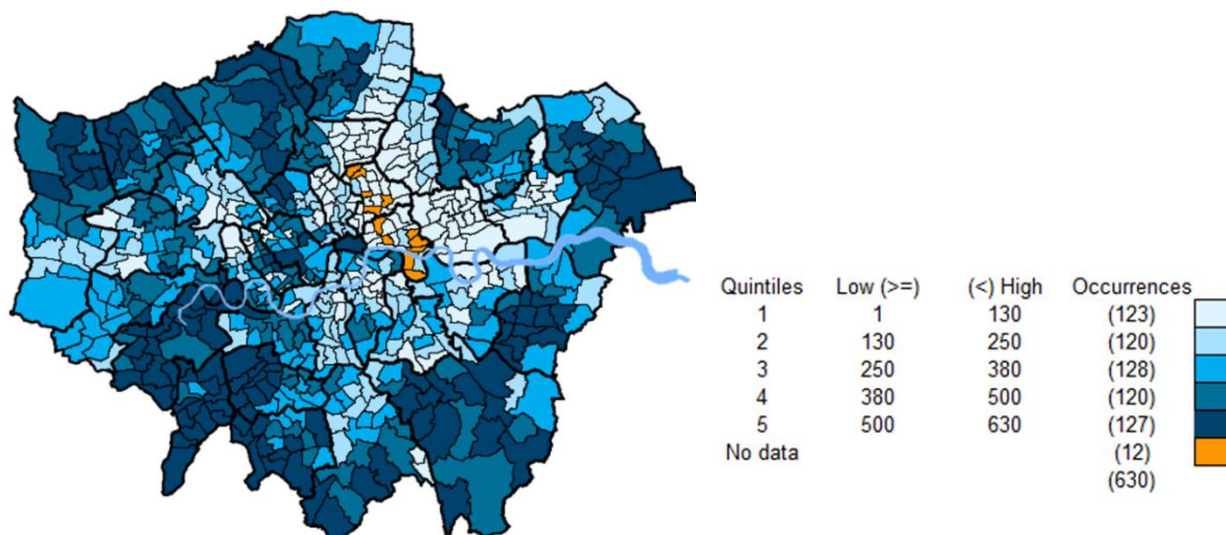 Quintiles Low (>=) (<) High Occurrences
1 1 130 (123)
2 130 250 (120)
3 250 380 (128)
4 380 500 (120)
5 500 630 (127)
No data (12)
(630)